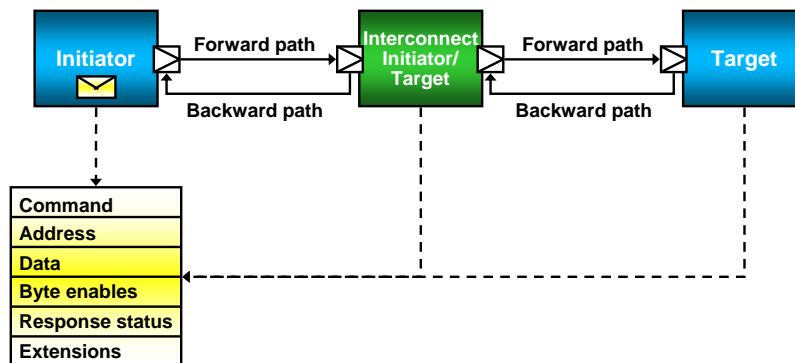 Initiator
Forward path
Backward path
Interconnect
Initiator/
Target
Forward path
Backward path
Target
Command
Address
Data
Byte enables
Response status
Extensions